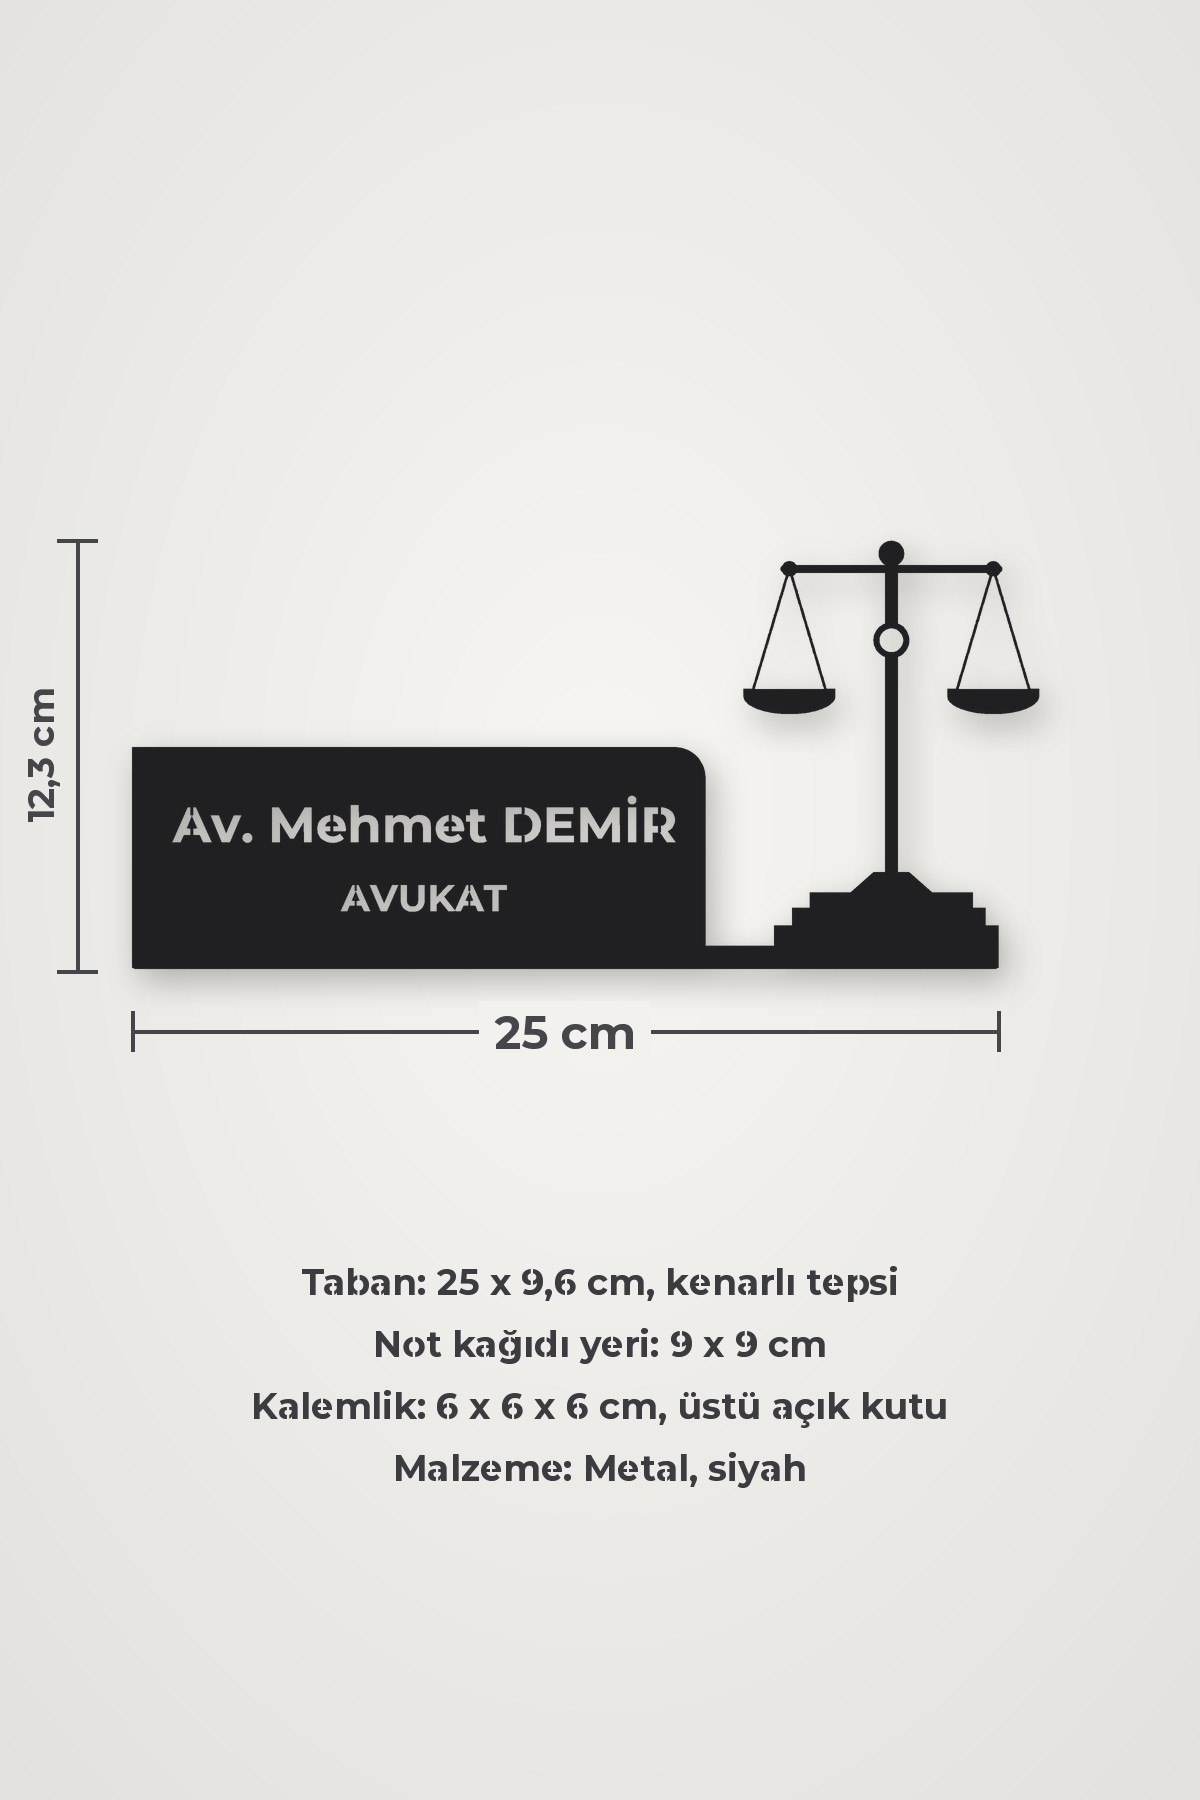 12,3 cm
Av. Mehmet DEMİR
AVUKAT
25 cm
Taban: 25 x 9,6 cm, kenarlı tepsi
Not kağıdı yeri: 9 x 9 cm
Kalemlik: 6 x 6 x 6 cm, üstü açık kutu
Malzeme: Metal, siyah